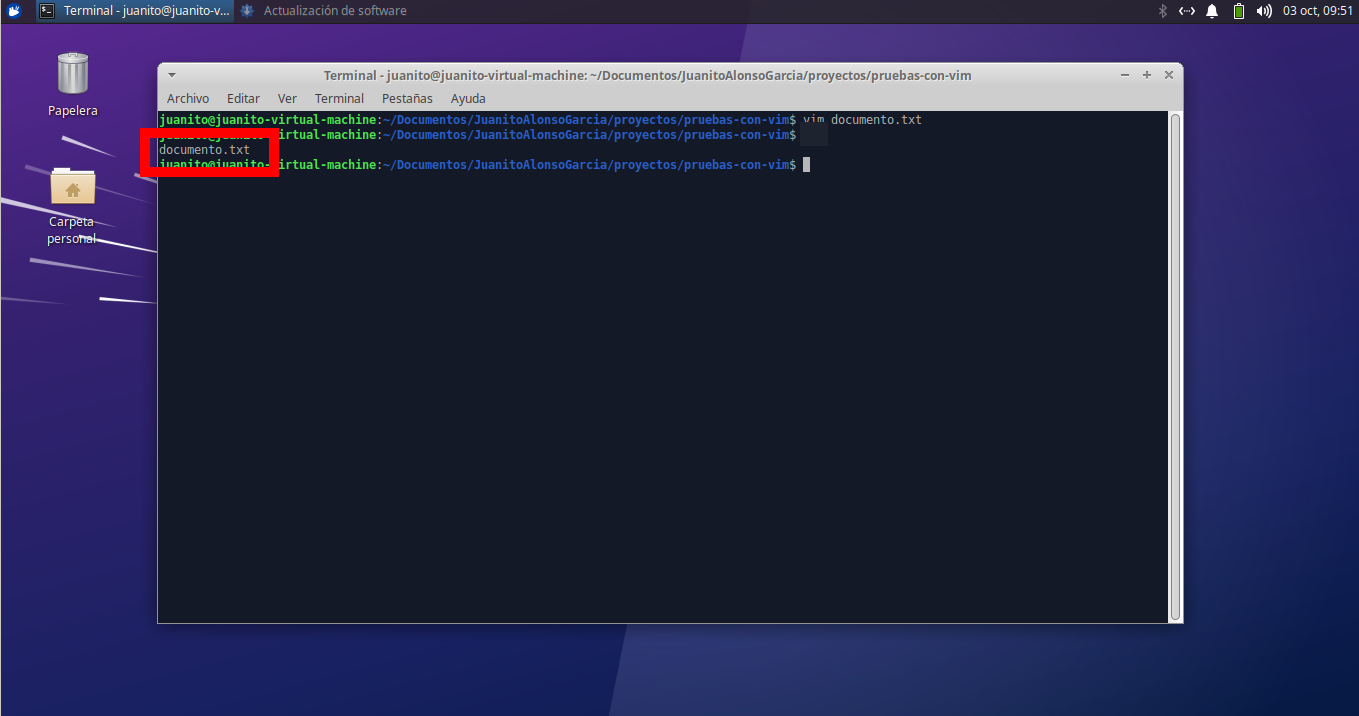 Terminal - juanito@juanito-v... Actualización de software 03 oct, 09:51
Papelera
Carpeta
personal
Terminal - juanito@juanito-virtual-machine: ~/Documentos/JuanitoAlonsoGarcia/proyectos/pruebas-con-vim
Archivo Editar Ver Terminal Pestañas Ayuda
juanito@juanito-virtual-machine:~/Documentos/JuanitoAlonsoGarcia/proyectos/pruebas-con-vim$ vim documento.txt
juanito@juanito-virtual-machine:~/Documentos/JuanitoAlonsoGarcia/proyectos/pruebas-con-vim$
documento.txt
juanito@juanito-virtual-machine:~/Documentos/JuanitoAlonsoGarcia/proyectos/pruebas-con-vim$